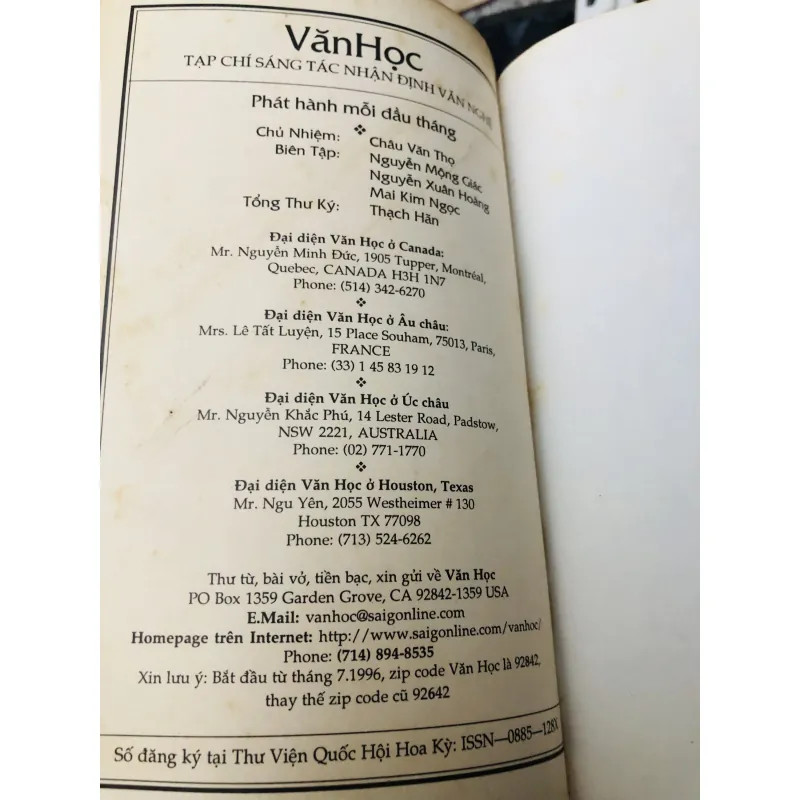 VănHọc
TẠP CHÍ SÁNG TÁC NHẬN ĐỊNH VĂN NGHỆ
Phát hành mỗi đầu tháng
Chủ Nhiệm: Châu Văn Thọ
Biên Tập: Nguyễn Mộng Giác
Nguyễn Xuân Hoàng
Mai Kim Ngọc
Tổng Thư Ký: Thạch Hãn
Đại diện Văn Học ở Canada:
Mr. Nguyễn Minh Đức, 1905 Tupper, Montréal,
Quebec, CANADA H3H 1N7
Phone: (514) 342-6270
Đại diện Văn Học ở Âu châu:
Mrs. Lê Tất Luyện, 15 Place Souham, 75013, Paris,
FRANCE
Phone: (33) 1 45 83 19 12
Đại diện Văn Học ở Úc châu
Mr. Nguyễn Khắc Phú, 14 Lester Road, Padstow,
NSW 2221, AUSTRALIA
Phone: (02) 771-1770
Đại diện Văn Học ở Houston, Texas
Mr. Ngu Yên, 2055 Westheimer # 130
Houston TX 77098
Phone: (713) 524-6262
Thư từ, bài vở, tiền bạc, xin gửi về Văn Học
PO Box 1359 Garden Grove, CA 92842-1359 USA
E.Mail: vanhoc@saigonline.com
Homepage trên Internet: http://www.saigonline.com/vanhoc/
Phone: (714) 894-8535
Xin lưu ý: Bắt đầu từ tháng 7.1996, zip code Văn Học là 92842,
thay thế zip code cũ 92642
Số đăng ký tại Thư Viện Quốc Hội Hoa Kỳ: ISSN—0885—128X